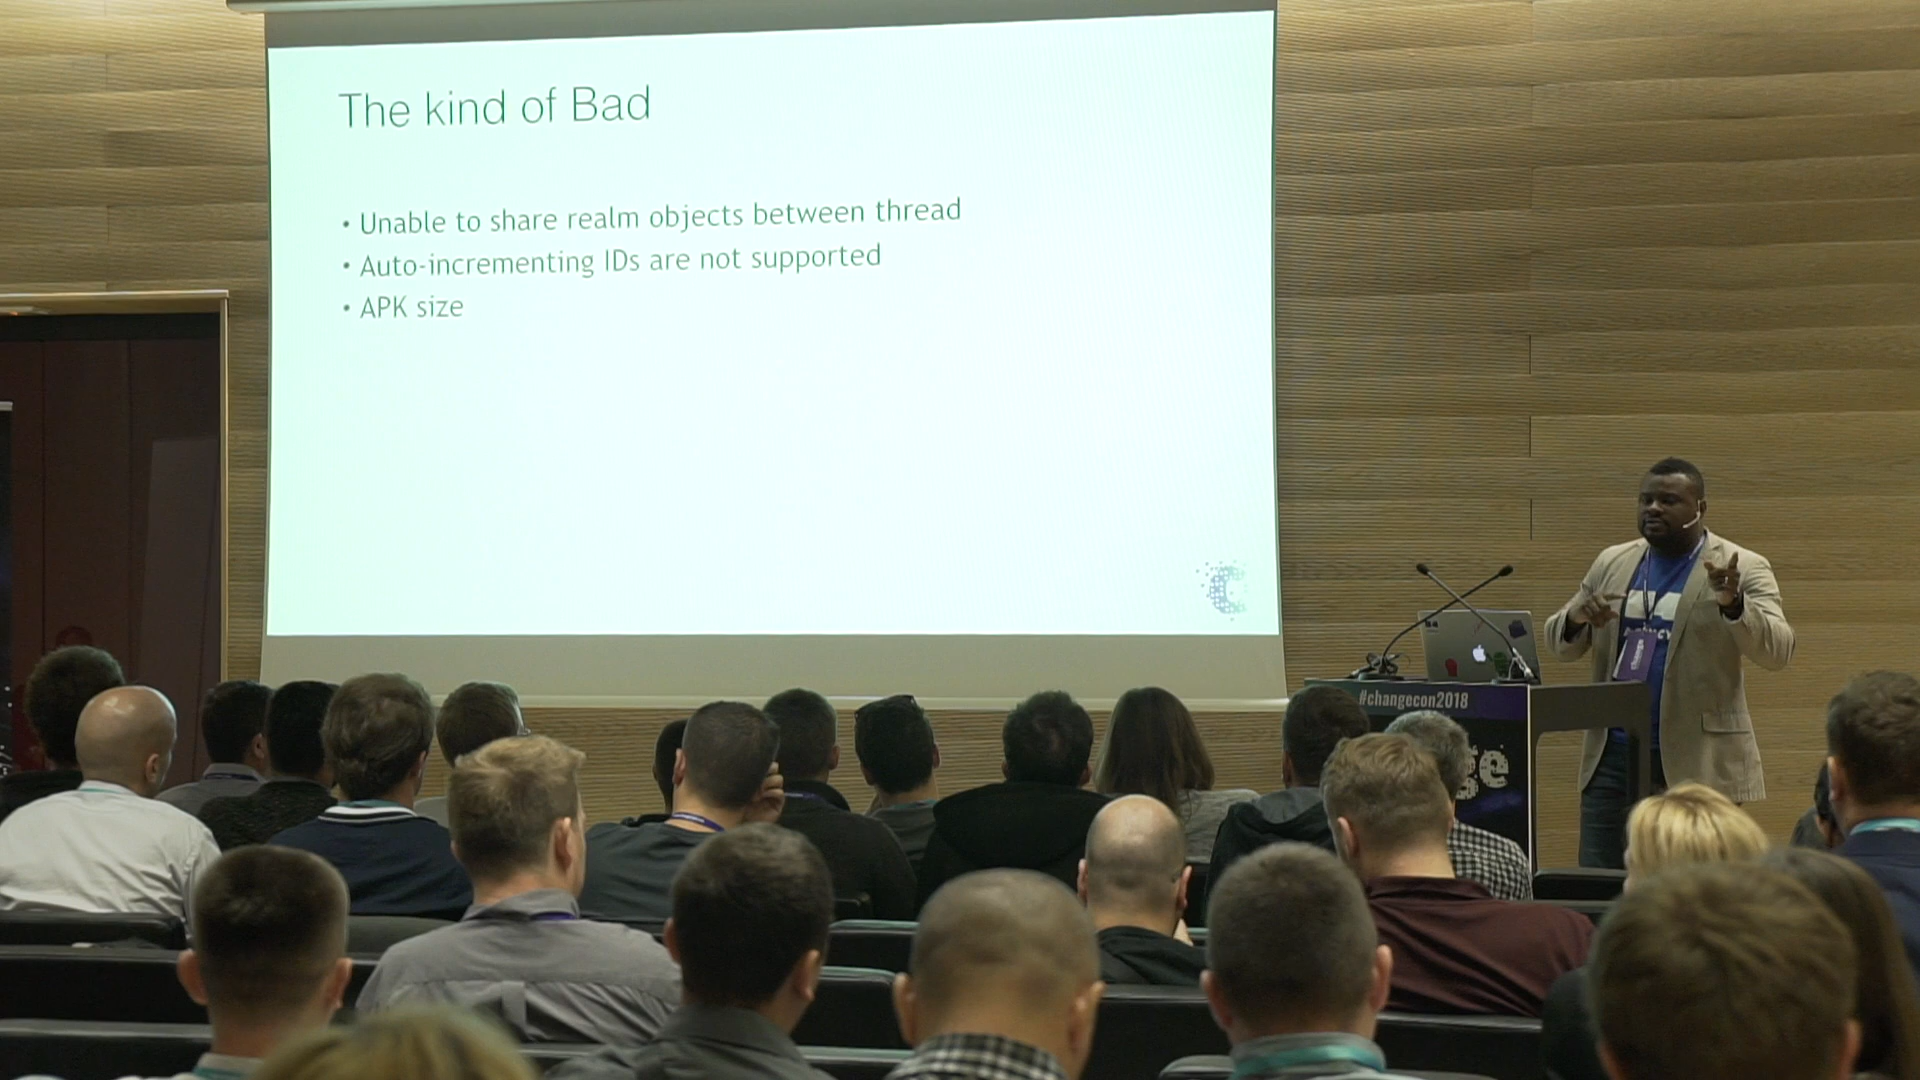 The kind of Bad
• Unable to share realm objects between thread
• Auto-incrementing IDs are not supported
• APK size
#changecon2018
change